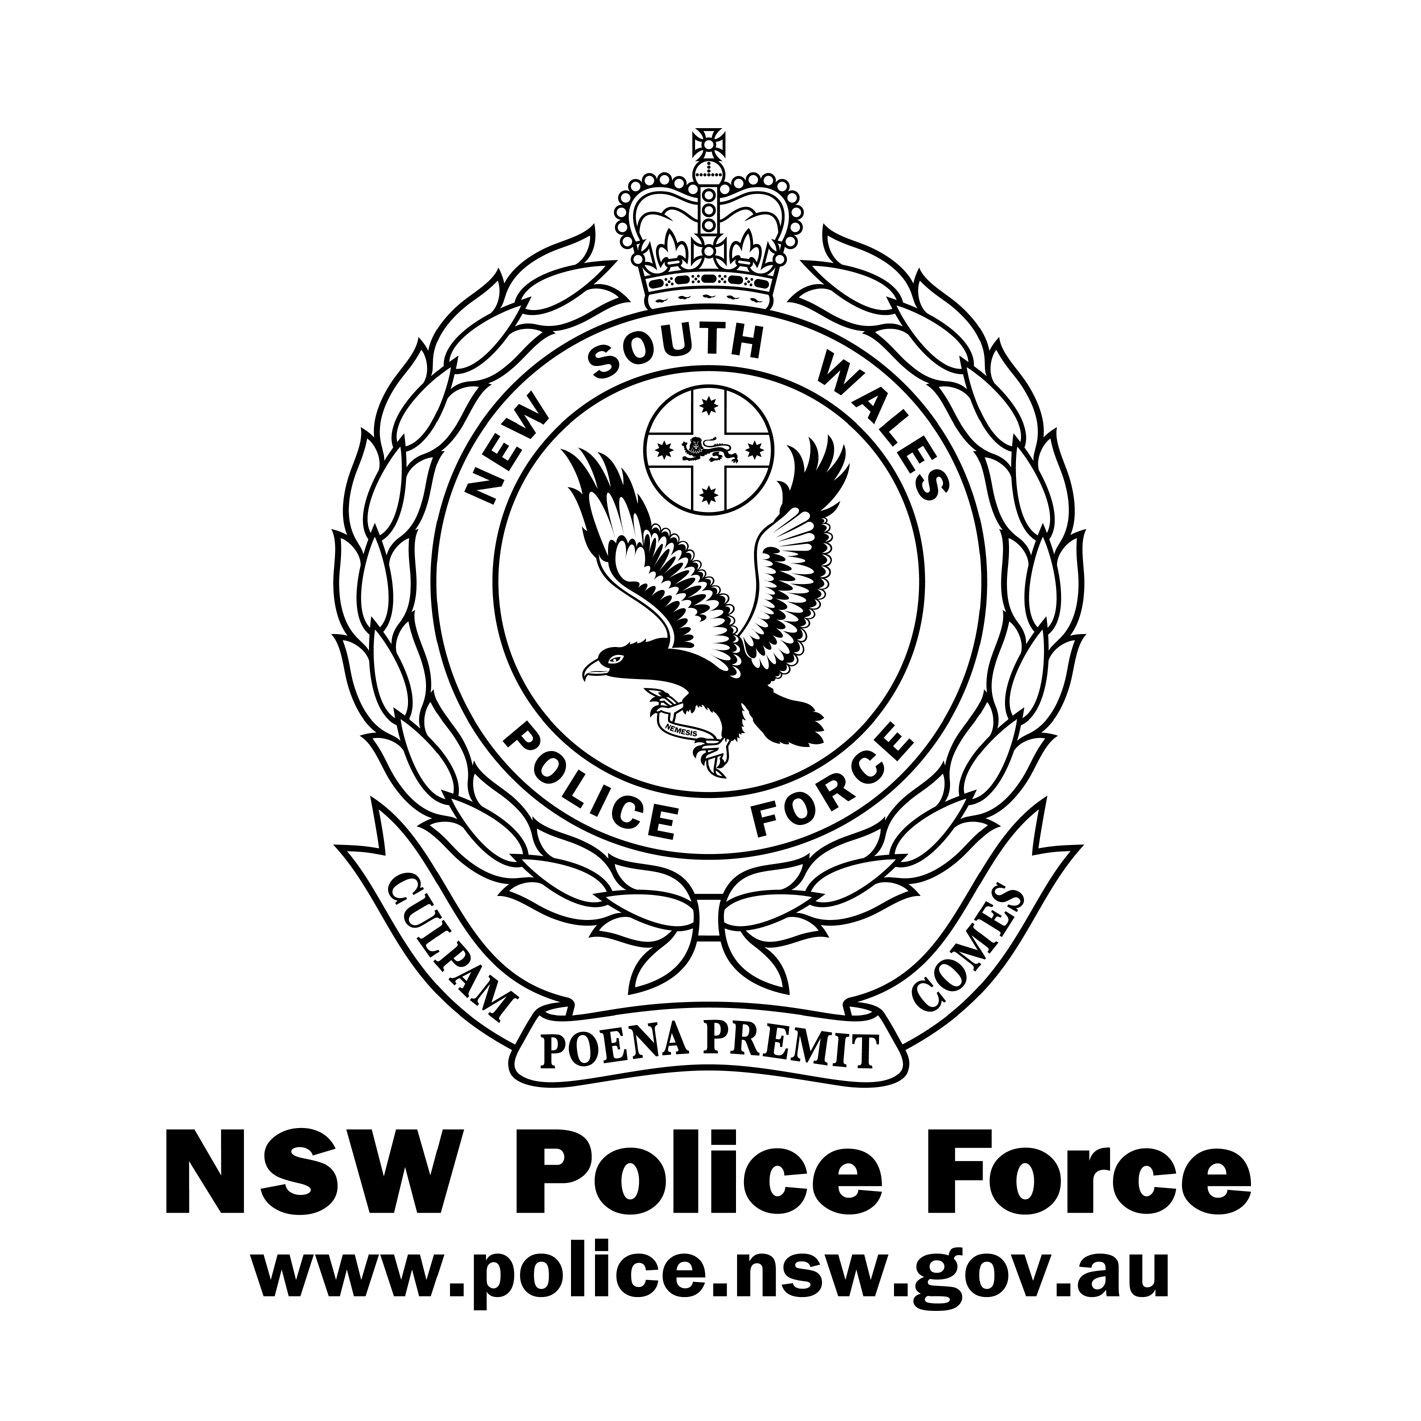 NEW SOUTH WALES
NEMESIS
POLICE FORCE
CULPAM POENA PREMIT COMES
NSW Police Force
www.police.nsw.gov.au